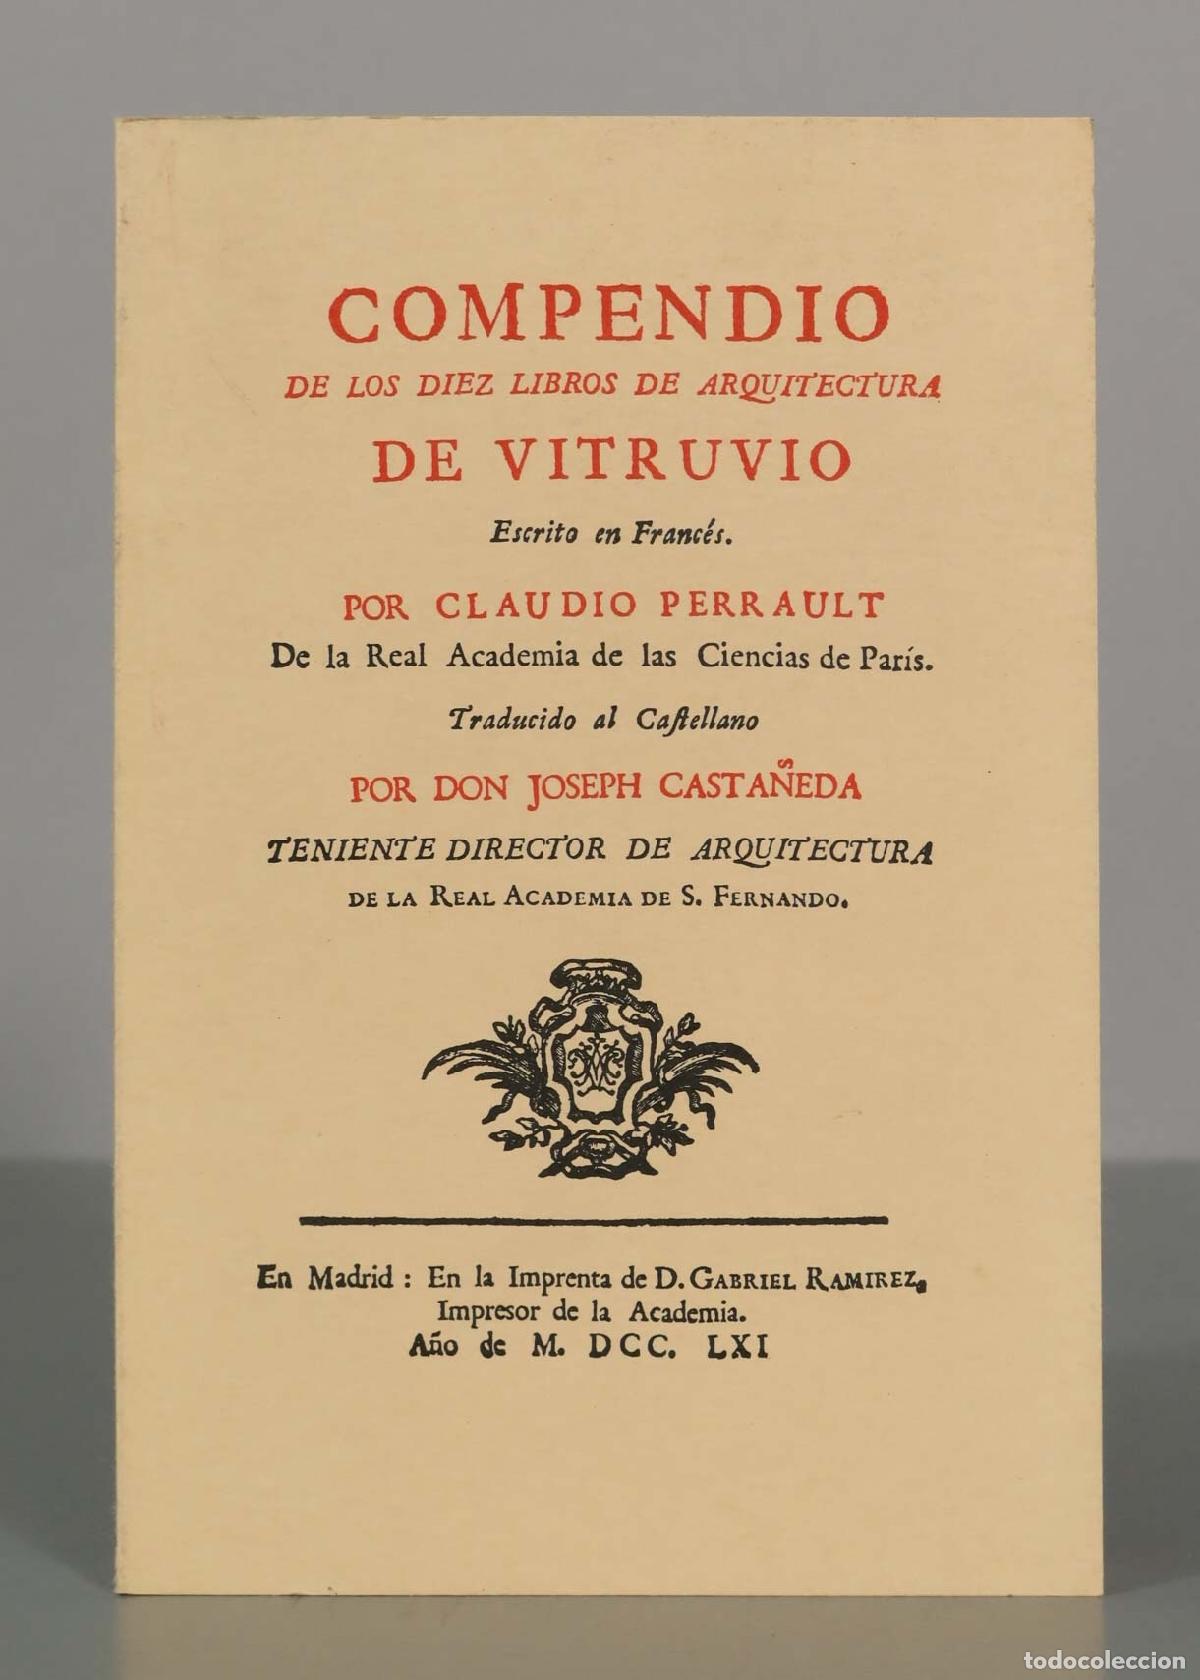 COMPENDIO
DE LOS DIEZ LIBROS DE ARQUITECTURA
DE VITRUVIO
Escrito en Francés.
POR CLAUDIO PERRAULT
De la Real Academia de las Ciencias de París.
Traducido al Castellano
POR DON JOSEPH CASTAÑEDA
TENIENTE DIRECTOR DE ARQUITECTURA
DE LA REAL ACADEMIA DE S. FERNANDO.
En Madrid : En la Imprenta de D. GABRIEL RAMIREZ,
Impresor de la Academia.
Año de M. DCC. LXI
todocoleccion